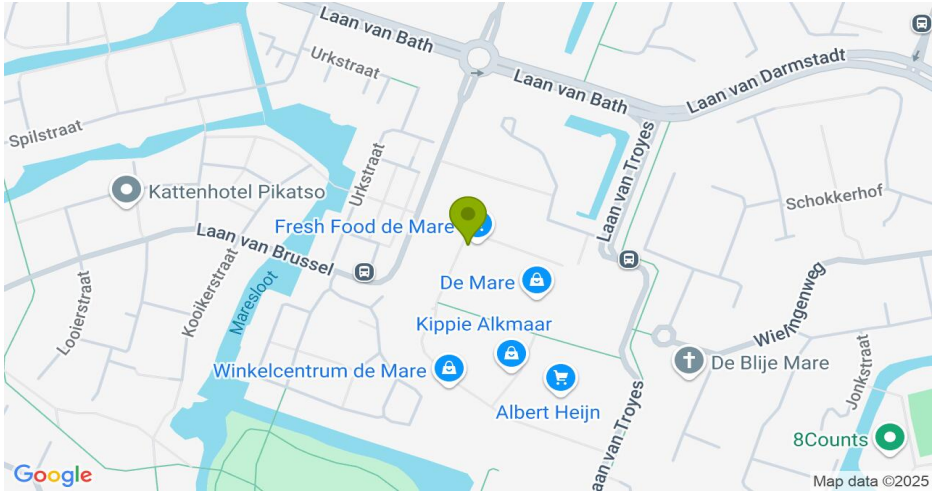 Laan van Bath
Urkstraat
Laan van Bath
Laan van Darmstadt
Spilstraat
Laan van Troyes
Urkstraat
Kattenhotel Pikatso
Schokkerhof
Fresh Food de Mare
Laan van Brussel
De Mare
Wieringenweg
Looierstraat
Kooikerstraat
Maresloot
Kippie Alkmaar
Winkelcentrum de Mare
De Blije Mare
Jonkstraat
Albert Heijn
Laan van Troyes
8Counts
Google
Map data ©2025